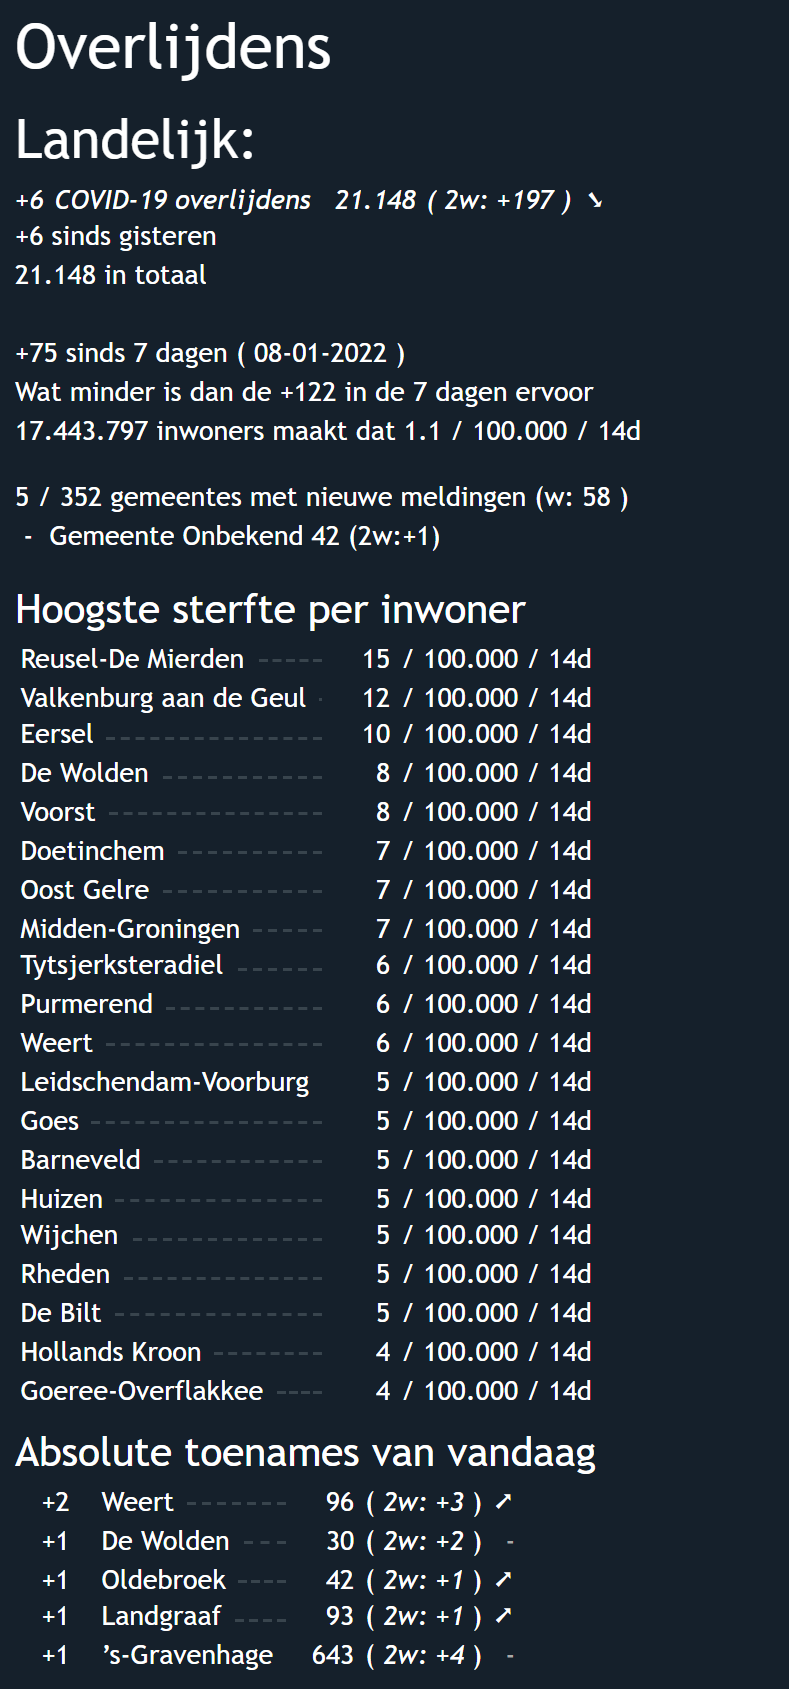 Overlijdens
Landelijk:
+6 COVID-19 overlijdens 21.148 ( 2w: +197 ) ➘
+6 sinds gisteren
21.148 in totaal
+75 sinds 7 dagen ( 08-01-2022 )
Wat minder is dan de +122 in de 7 dagen ervoor
17.443.797 inwoners maakt dat 1.1 / 100.000 / 14d
5 / 352 gemeentes met nieuwe meldingen (w: 58 )
- Gemeente Onbekend 42 (2w:+1)
Hoogste sterfte per inwoner
Reusel-De Mierden ----- 15 / 100.000 / 14d
Valkenburg aan de Geul · 12 / 100.000 / 14d
Eersel --------------- 10 / 100.000 / 14d
De Wolden ----------- 8 / 100.000 / 14d
Voorst --------------- 8 / 100.000 / 14d
Doetinchem ---------- 7 / 100.000 / 14d
Oost Gelre ----------- 7 / 100.000 / 14d
Midden-Groningen ----- 7 / 100.000 / 14d
Tytsjerksteradiel ------ 6 / 100.000 / 14d
Purmerend ----------- 6 / 100.000 / 14d
Weert --------------- 6 / 100.000 / 14d
Leidschendam-Voorburg 5 / 100.000 / 14d
Goes ---------------- 5 / 100.000 / 14d
Barneveld ------------ 5 / 100.000 / 14d
Huizen --------------- 5 / 100.000 / 14d
Wijchen ------------- 5 / 100.000 / 14d
Rheden -------------- 5 / 100.000 / 14d
De Bilt --------------- 5 / 100.000 / 14d
Hollands Kroon -------- 4 / 100.000 / 14d
Goeree-Overflakkee ---- 4 / 100.000 / 14d
Absolute toenames van vandaag
+2 Weert ------- 96 ( 2w: +3 ) ➚
+1 De Wolden --- 30 ( 2w: +2 ) -
+1 Oldebroek ---- 42 ( 2w: +1 ) ➚
+1 Landgraaf ---- 93 ( 2w: +1 ) ➚
+1 ’s-Gravenhage 643 ( 2w: +4 ) -